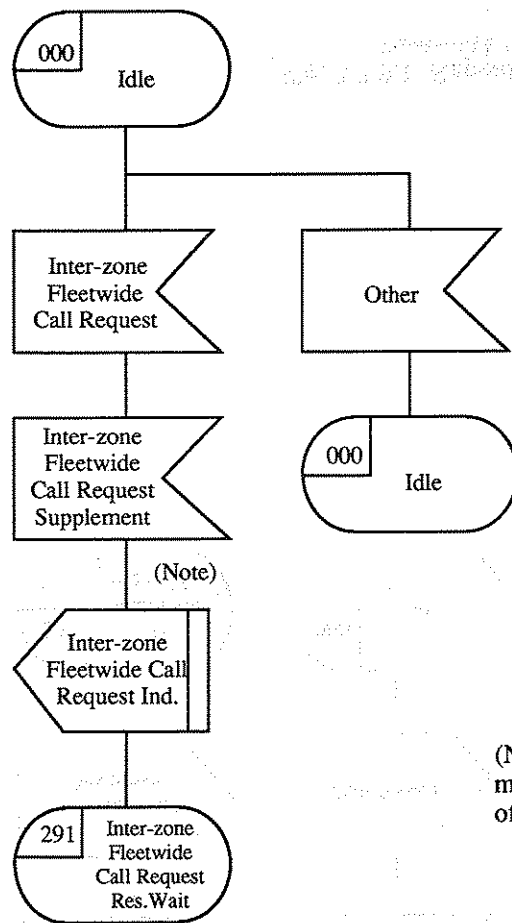 000
Idle
Inter-zone
Fleetwide
Call Request
Other
Inter-zone
Fleetwide
Call Request
Supplement
000
Idle
(Note)
Inter-zone
Fleetwide Call
Request Ind.
(N
m
of
291
Inter-zone
Fleetwide
Call Request
Res.Wait